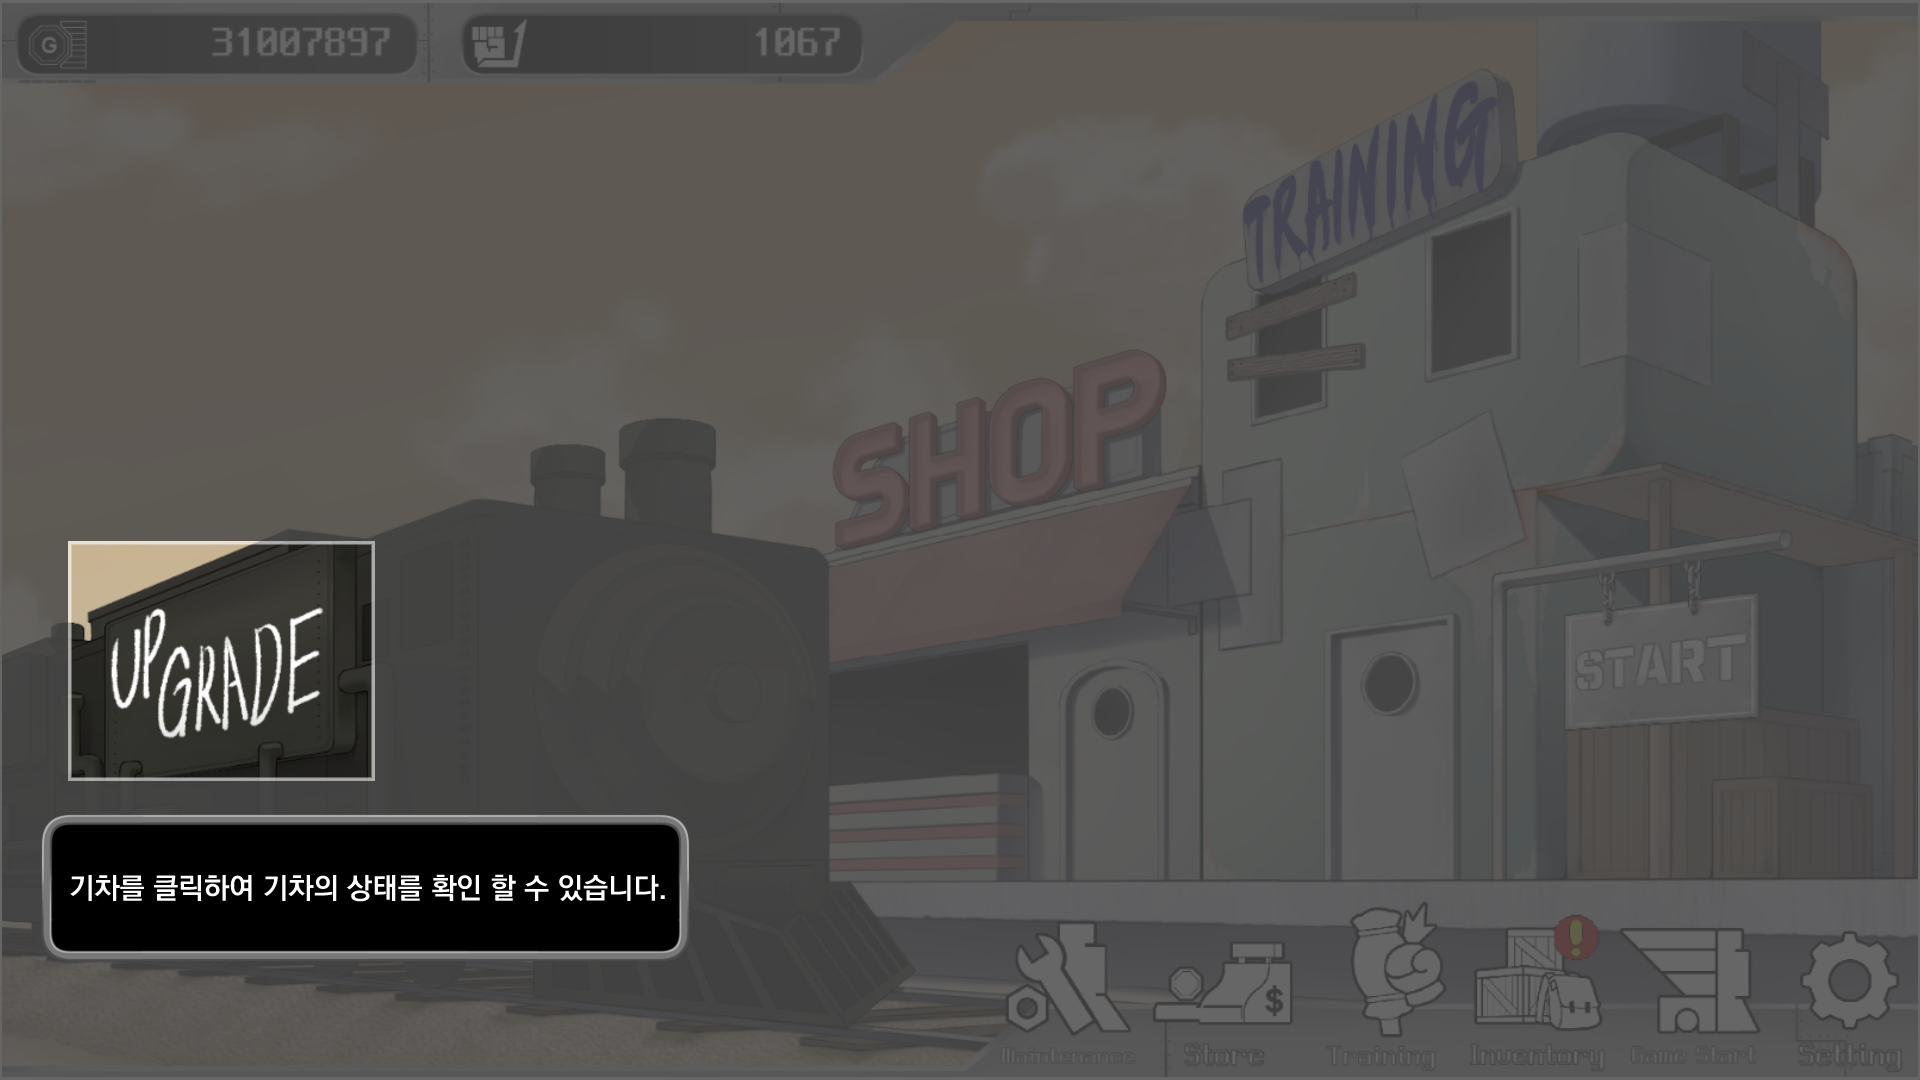 G 31007897 1 1067
TRAINING
SHOP
UPGRADE
START
기차를 클릭하여 기차의 상태를 확인 할 수 있습니다.
$ !
Maintenance Store Training Inventory Game Start Setting